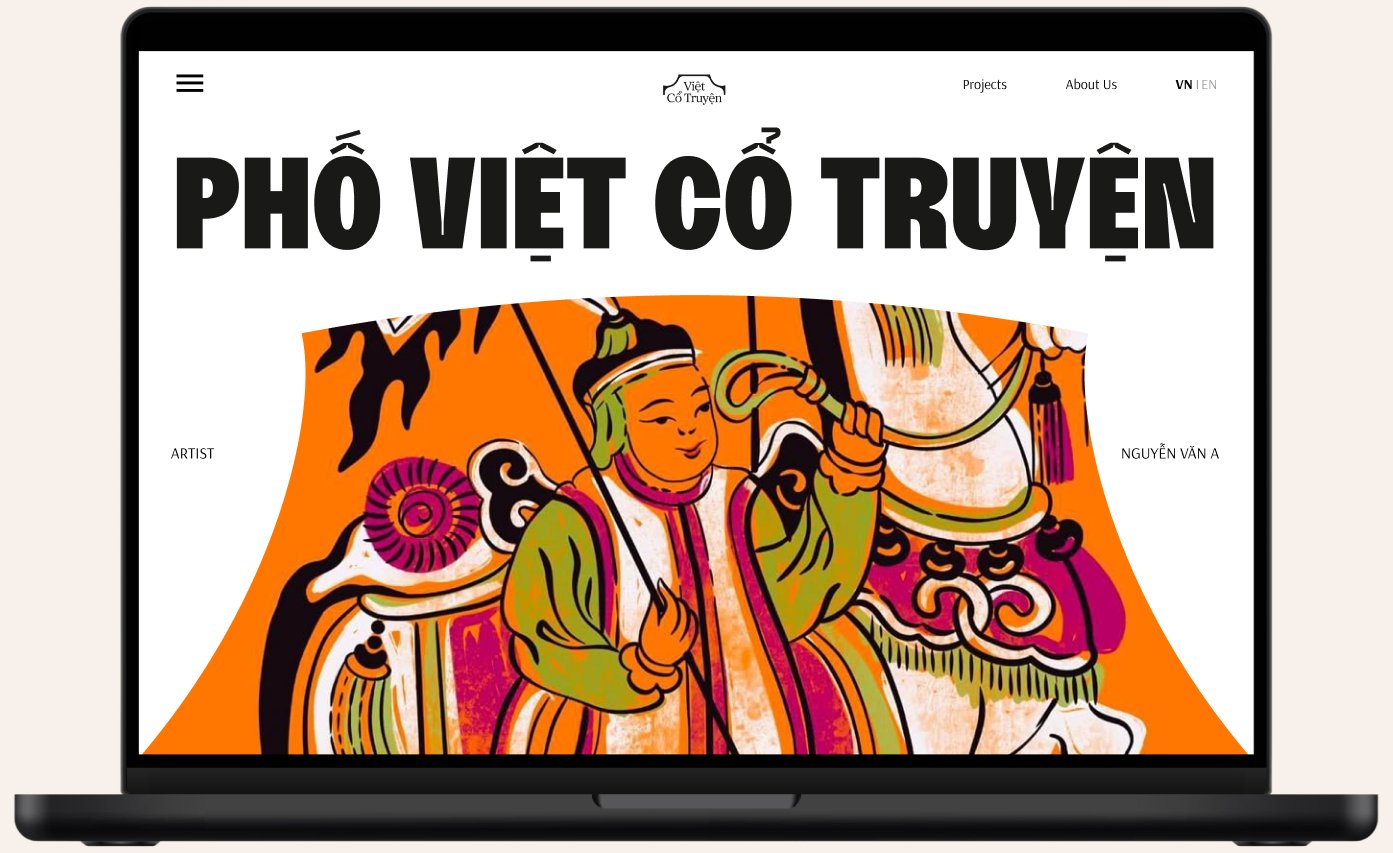 Việt
Cổ Truyện
Projects
About Us
VN | EN
PHỐ VIỆT CỔ TRUYỆN
ARTIST
NGUYỄN VĂN A